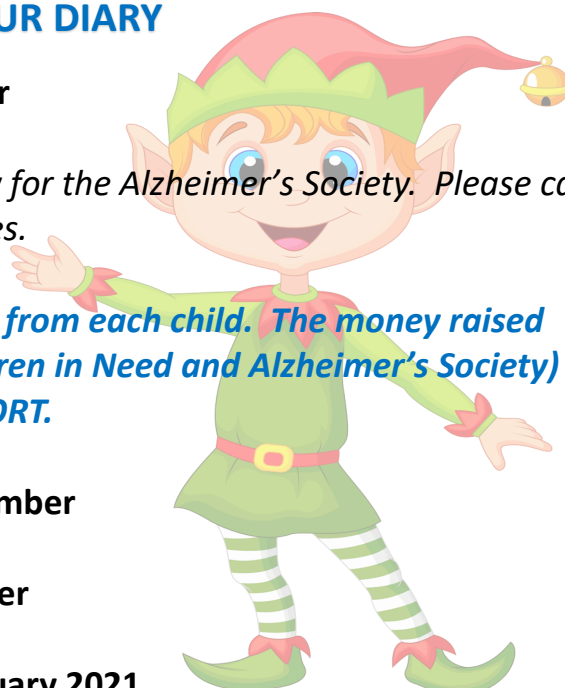 UR DIARY
r
for the Alzheimer's Society. Please ca
es.
from each child. The money raised
ren in Need and Alzheimer's Society)
ORT.
mber
er
uary 2021